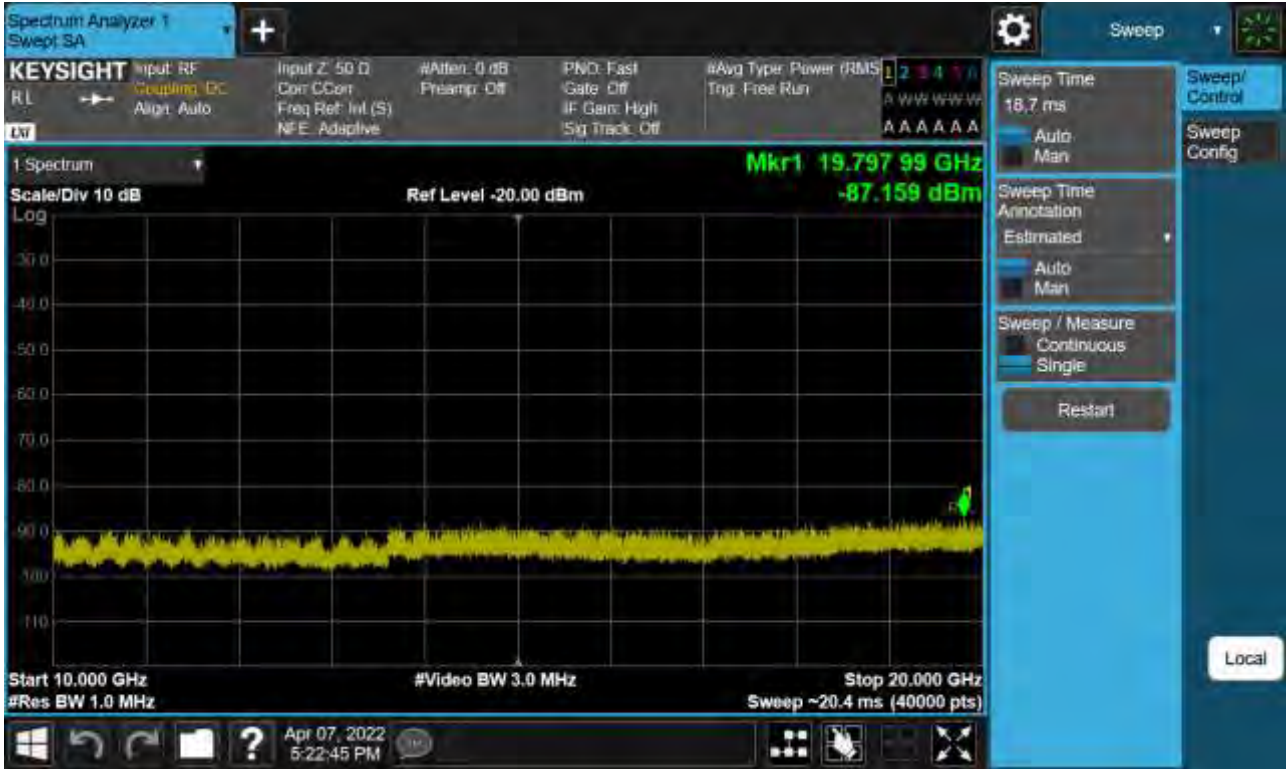 Spectrum Analyzer 1
Swept SA
Sweep
KEYSIGHT
RL
LXI
Input: RF
Coupling: DC
Align: Auto
Input Z: 50 Ω
Corr CCorr
Freq Ref: Int (S)
NFE: Adaptive
#Atten: 0 dB
Preamp: Off
PNO: Fast
Gate: Off
IF Gain: High
Sig Track: Off
#Avg Type: Power (RMS
Trig: Free Run
1 2 3 4 5 6
A W W W W W
A A A A A A
1 Spectrum
Scale/Div 10 dB
Log
Ref Level -20.00 dBm
Mkr1 19.797 99 GHz
-87.159 dBm
-30.0
-40.0
-50.0
-60.0
-70.0
-80.0
-90.0
-100
-110
Start 10.000 GHz
#Res BW 1.0 MHz
#Video BW 3.0 MHz
Stop 20.000 GHz
Sweep ~20.4 ms (40000 pts)
Sweep Time
18.7 ms
Auto
Man
Sweep Time
Annotation
Estimated
Auto
Man
Sweep / Measure
Continuous
Single
Restart
Sweep/
Control
Sweep
Config
Local
?
Apr 07, 2022
5:22:45 PM